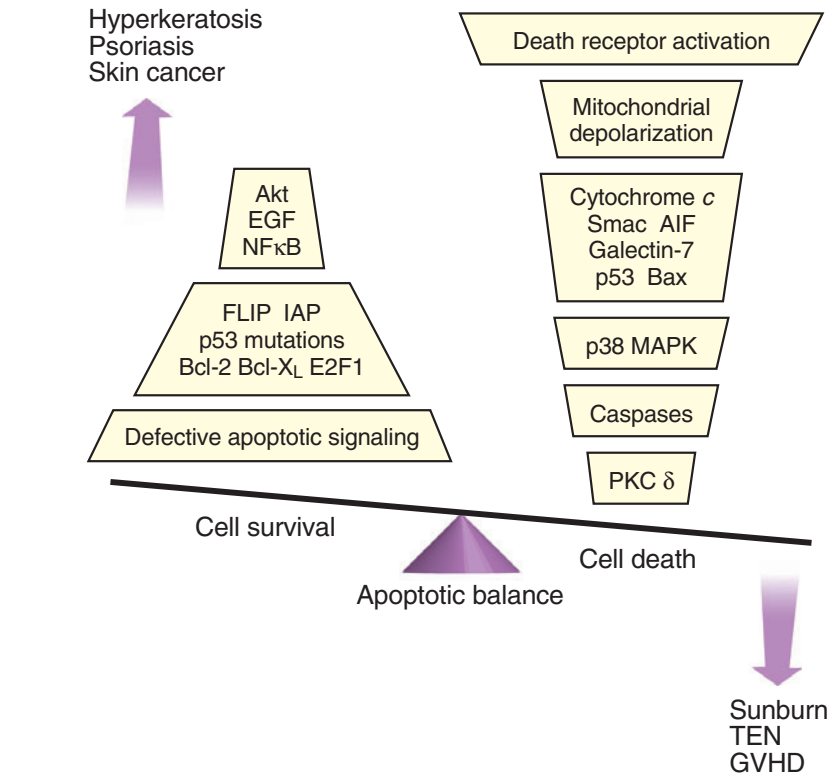 Hyperkeratosis
Psoriasis
Skin cancer
Akt
EGF
NFκB
FLIP IAP
p53 mutations
Bcl-2 Bcl-XL E2F1
Defective apoptotic signaling
Cell survival
Death receptor activation
Mitochondrial
depolarization
Cytochrome c
Smac AIF
Galectin-7
p53 Bax
p38 MAPK
Caspases
PKC δ
Cell death
Apoptotic balance
Sunburn
TEN
GVHD